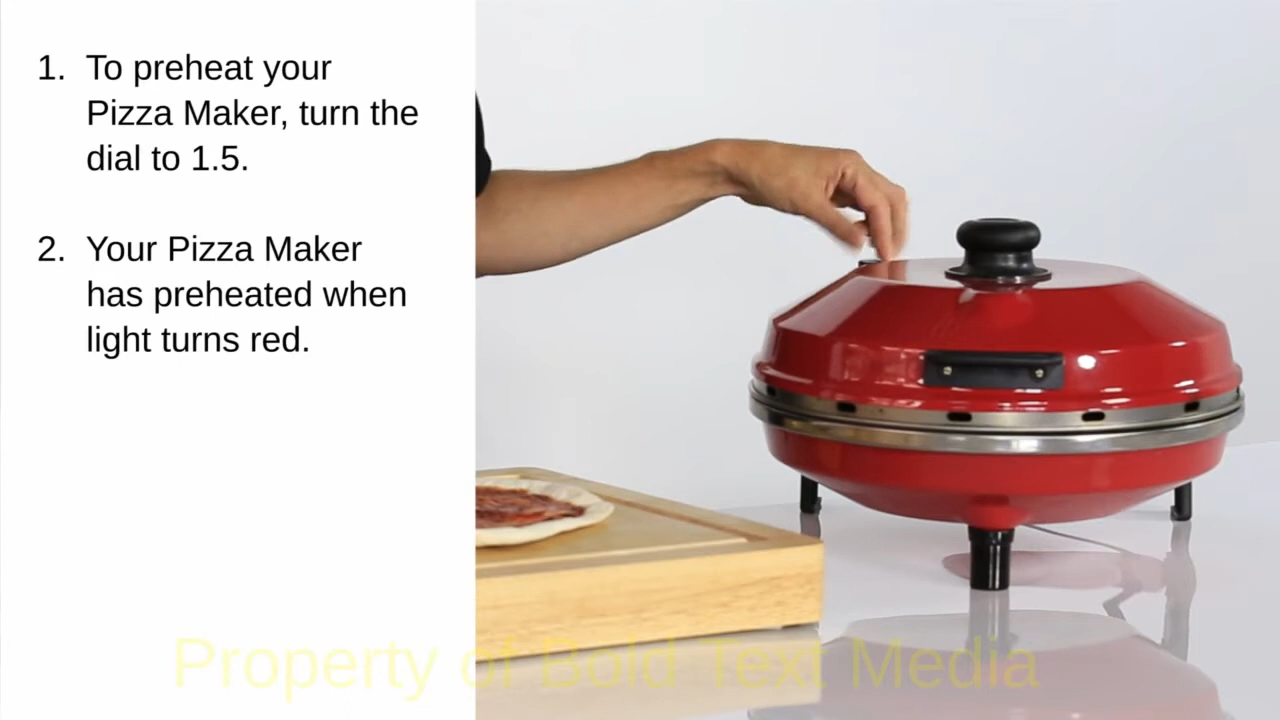 1. To preheat your
Pizza Maker, turn the
dial to 1.5.
2. Your Pizza Maker
has preheated when
light turns red.
Property of Bold Text Media